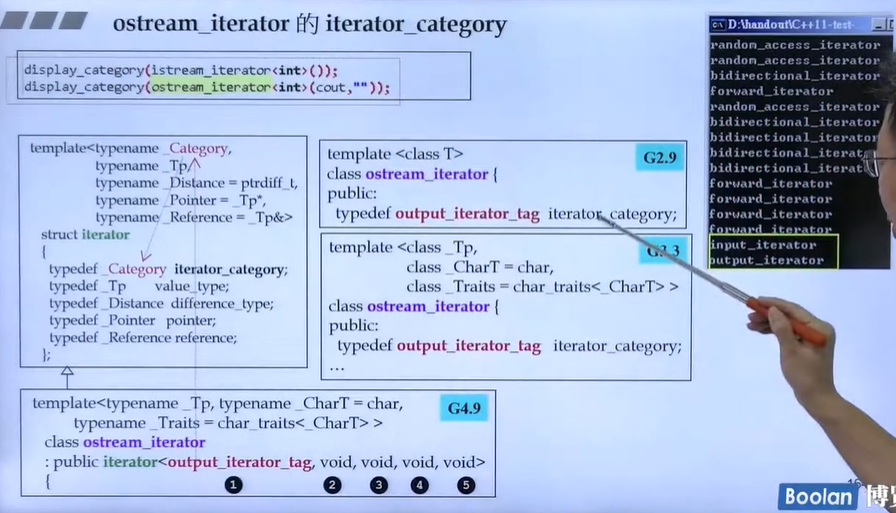 ostream_iterator 的 iterator_category
display_category(istream_iterator<int>());
display_category(ostream_iterator<int>(cout,""));
template<typename _Category,
typename _Tp,
typename _Distance = ptrdiff_t,
typename _Pointer = _Tp*,
typename _Reference = _Tp&>
struct iterator
{
typedef _Category iterator_category;
typedef _Tp value_type;
typedef _Distance difference_type;
typedef _Pointer pointer;
typedef _Reference reference;
};
G2.9
template <class T>
class ostream_iterator {
public:
typedef output_iterator_tag iterator_category;
template <class _Tp,
class _CharT = char,
class _Traits = char_traits<_CharT> >
class ostream_iterator {
public:
typedef output_iterator_tag iterator_category;
...
G4.9
template<typename _Tp, typename _CharT = char,
typename _Traits = char_traits<_CharT> >
class ostream_iterator
: public iterator<output_iterator_tag, void, void, void, void>
{
1 2 3 4 5
D:\handout\C++11-test-
random_access_iterator
random_access_iterator
bidirectional_iterator
forward_iterator
random_access_iterator
bidirectional_iterator
bidirectional_iterator
bidirectional_iterator
bidirectional_iterator
forward_iterator
forward_iterator
forward_iterator
forward_iterator
input_iterator
output_iterator
Boolan 博